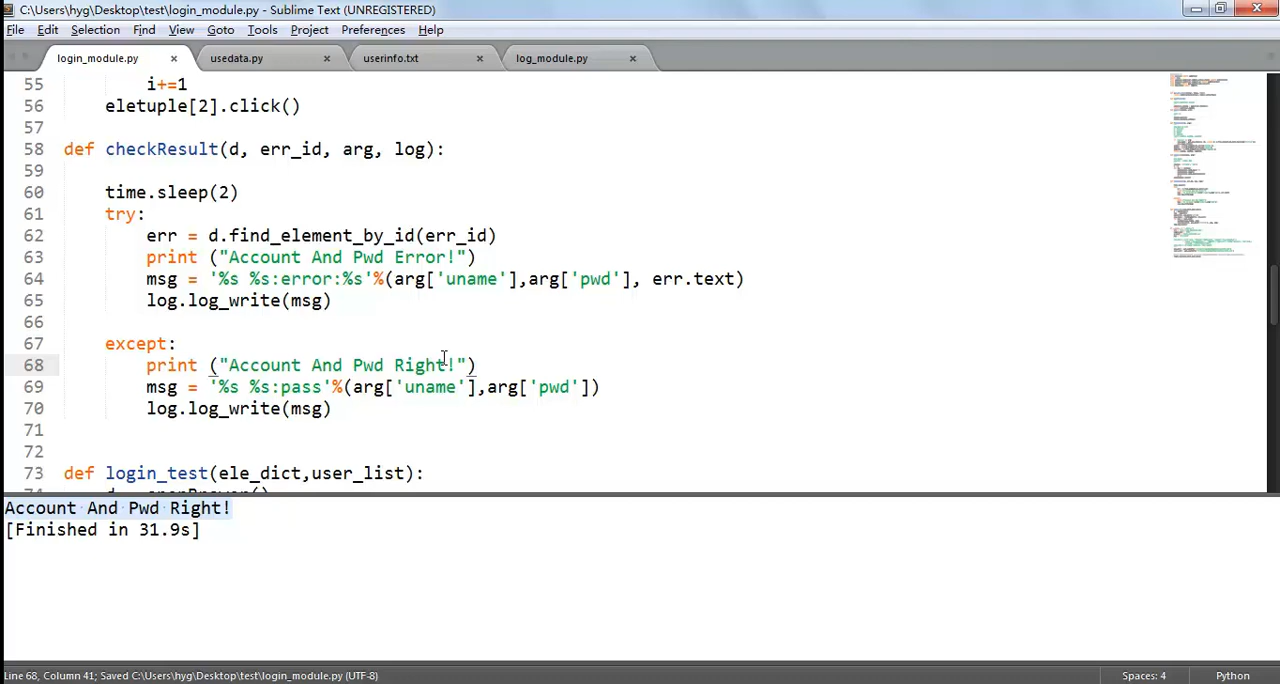 C:\Users\hyg\Desktop\test\login_module.py - Sublime Text (UNREGISTERED)
File Edit Selection Find View Goto Tools Project Preferences Help
login_module.py × usedata.py × userinfo.txt × log_module.py ×
55 i+=1
56 eletuple[2].click()
57
58 def checkResult(d, err_id, arg, log):
59
60 time.sleep(2)
61 try:
62 err = d.find_element_by_id(err_id)
63 print ("Account And Pwd Error!")
64 msg = '%s %s:error:%s'%(arg['uname'],arg['pwd'], err.text)
65 log.log_write(msg)
66
67 except:
68 print ("Account And Pwd Right!")
69 msg = '%s %s:pass'%(arg['uname'],arg['pwd'])
70 log.log_write(msg)
71
72
73 def login_test(ele_dict,user_list):
Account And Pwd Right!
[Finished in 31.9s]
Line 68, Column 41; Saved C:\Users\hyg\Desktop\test\login_module.py (UTF-8) Spaces: 4 Python